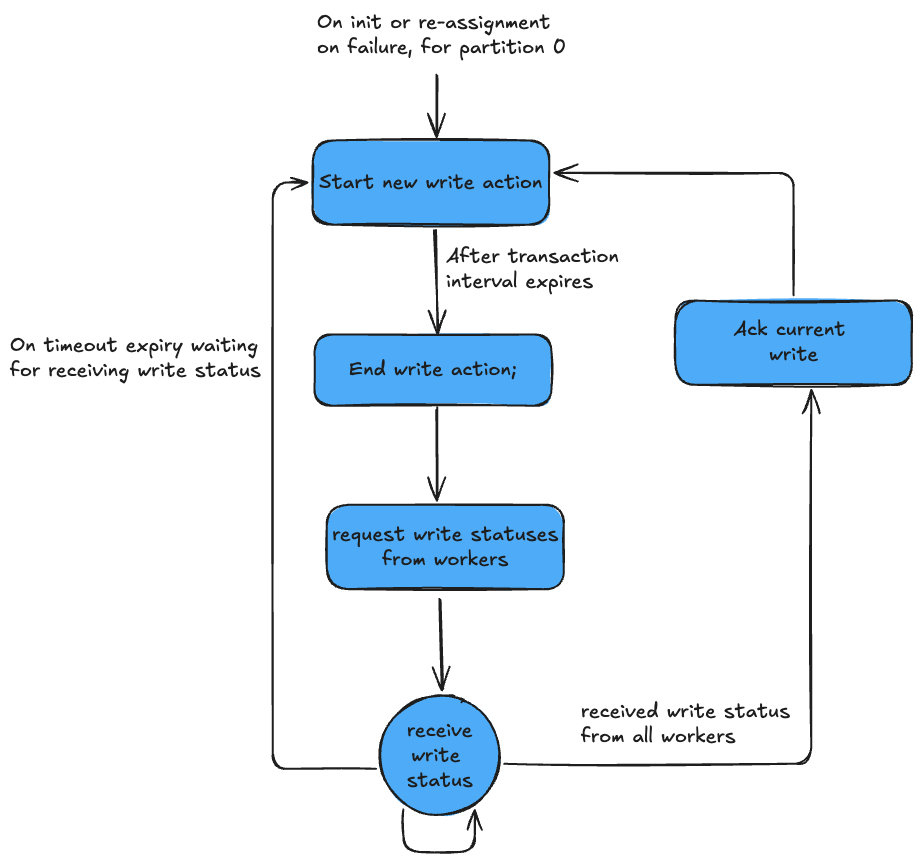 On init or re-assignment
on failure, for partition 0
Start new write action
After transaction
interval expires
On timeout expiry waiting
for receiving write status
End write action;
Ack current
write
request write statuses
from workers
receive
write
status
received write status
from all workers